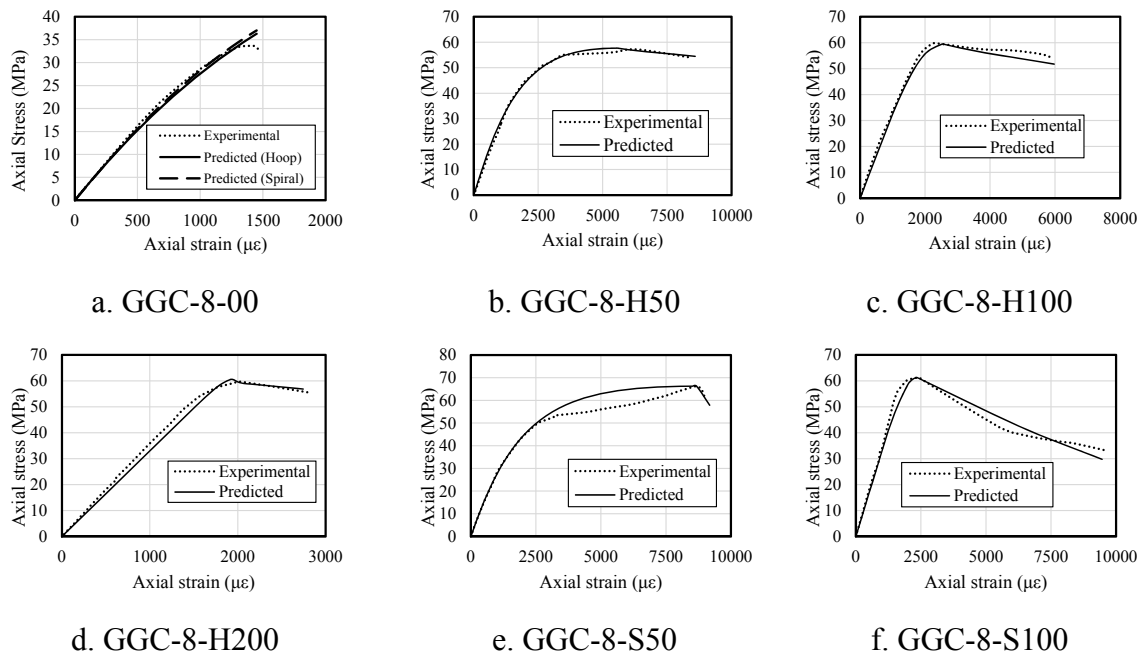 Axial Stress (MPa)
40
35
30
25
20
15
10
5
0
Experimental
Predicted (Hoop)
Predicted (Spiral)
0 500 1000 1500 2000
Axial strain (με)
a. GGC-8-00
Axial stress (MPa)
70
60
50
40
30
20
10
0
Experimental
Predicted
0 2500 5000 7500 10000
Axial strain (με)
b. GGC-8-H50
Axial stress (MPa)
70
60
50
40
30
20
10
0
Experimental
Predicted
0 2000 4000 6000 8000
Axial strain (με)
c. GGC-8-H100
Axial stress (MPa)
70
60
50
40
30
20
10
0
Experimental
Predicted
0 1000 2000 3000
Axial strain (με)
d. GGC-8-H200
Axial stress (MPa)
80
70
60
50
40
30
20
10
0
Experimental
Predicted
0 2500 5000 7500 10000
Axial strain (με)
e. GGC-8-S50
Axial stress (MPa)
70
60
50
40
30
20
10
0
Experimental
Predicted
0 2500 5000 7500 10000
Axial strain (με)
f. GGC-8-S100